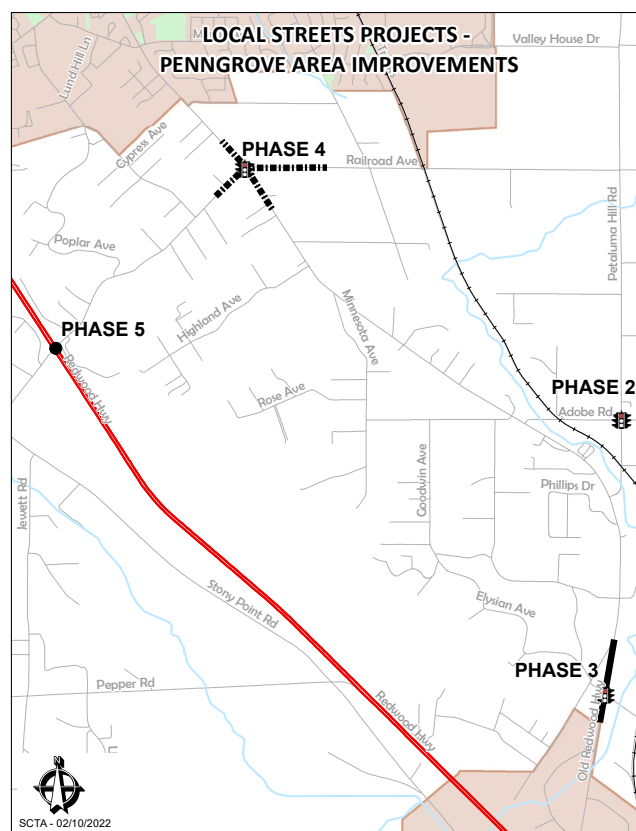 LOCAL STREETS PROJECTS -
PENNGROVE AREA IMPROVEMENTS
Valley House Dr
Lund Hill Ln
Cypress Ave
PHASE 4
Railroad Ave
Petaluma Hill Rd
Poplar Ave
Highland Ave
Minnesota Ave
PHASE 5
Redwood Hwy
Rose Ave
PHASE 2
Adobe Rd
Goodwin Ave
Phillips Dr
Jewett Rd
Stony Point Rd
Elysian Ave
PHASE 3
Pepper Rd
Redwood Hwy
Old Redwood Hwy
N
SCTA - 02/10/2022